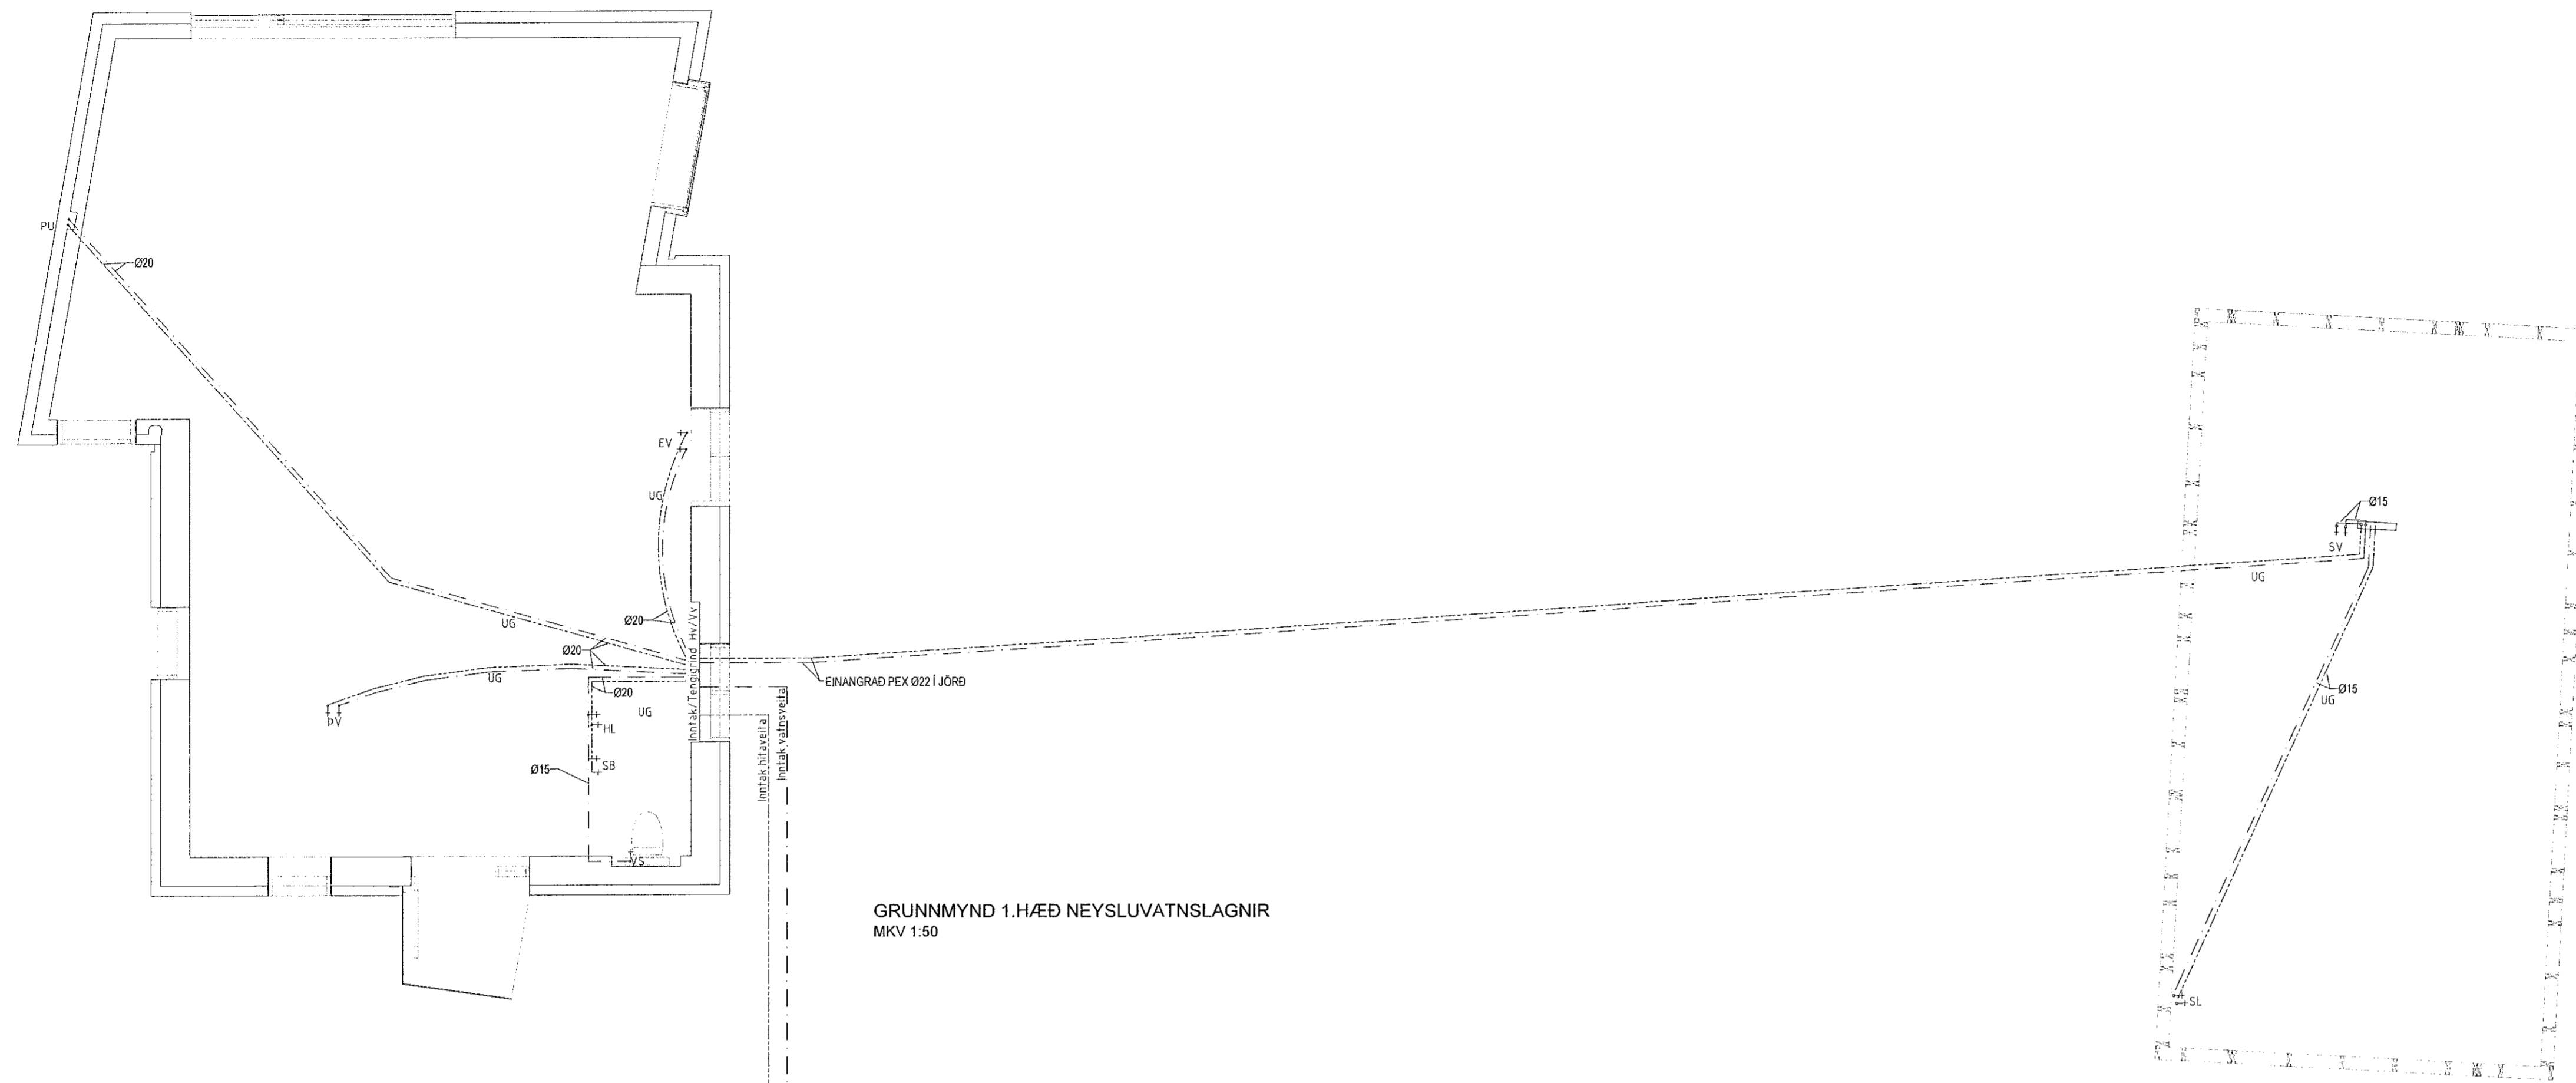 PU
Ø20
EV
UG
Ø20
UG
Ø20
UG
Ø20
UG
ÞV
HL
SB
Ø15
VS
Inntak/Tengigrind Hv/Vv
Inntak hitaveita
Inntak vatnsveita
EINANGRAÐ PEX Ø22 Í JÖRÐ
Ø15
SV
UG
Ø15
UG
SL
GRUNNMYND 1.HÆÐ NEYSLUVATNSLAGNIR
MKV 1:50